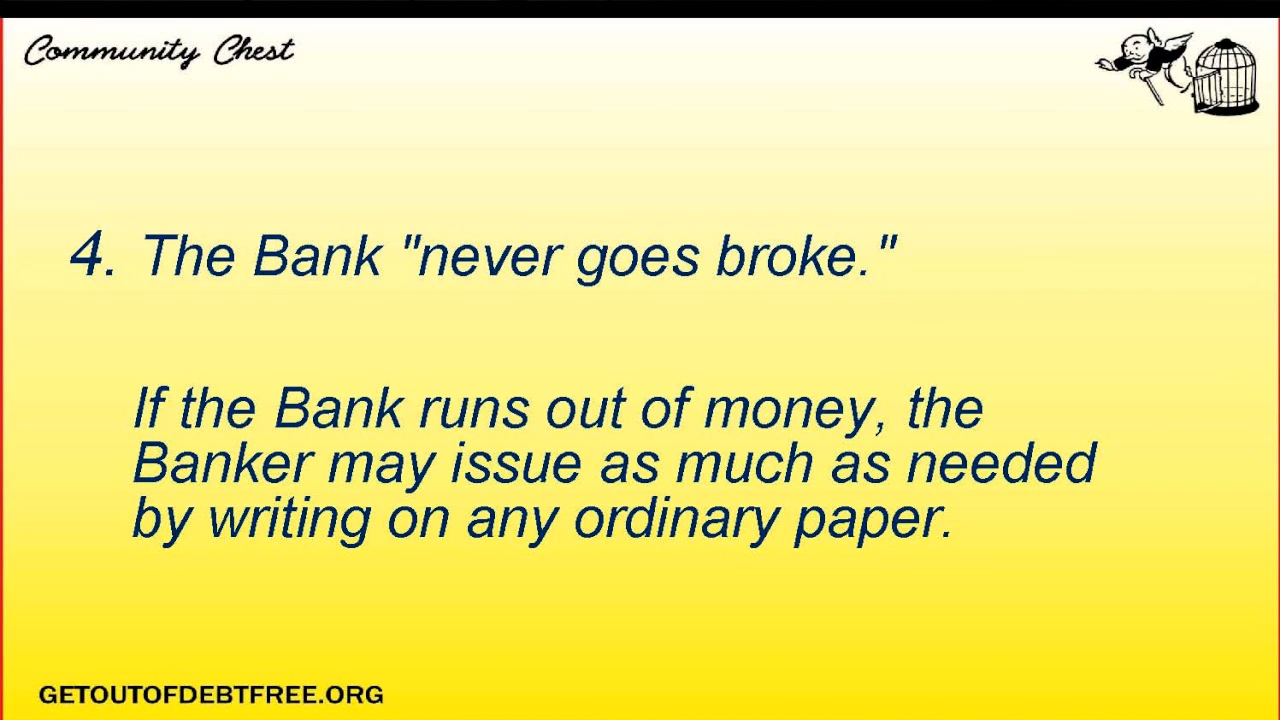 Community Chest
4. The Bank "never goes broke."
If the Bank runs out of money, the
Banker may issue as much as needed
by writing on any ordinary paper.
GETOUTOFDEBTFREE.ORG